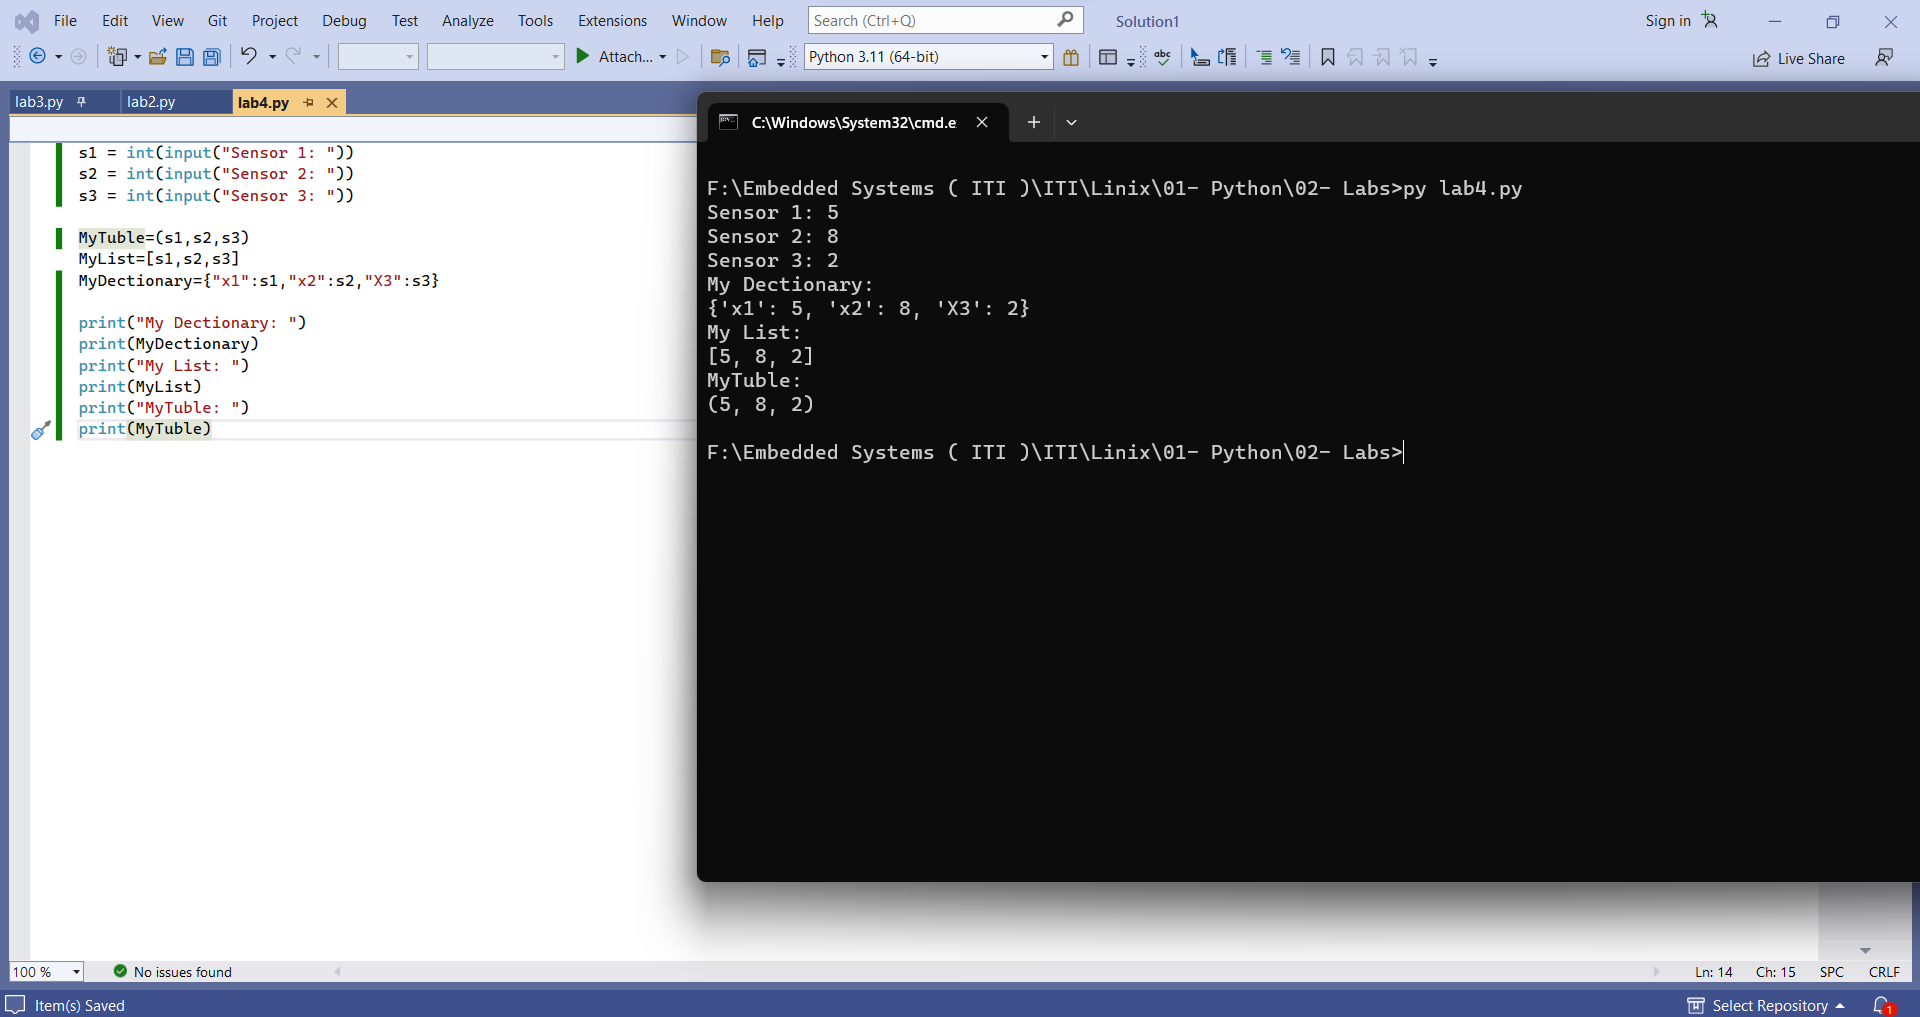 File Edit View Git Project Debug Test Analyze Tools Extensions Window Help Search (Ctrl+Q) Solution1 Sign in
Attach... Python 3.11 (64-bit) abc Live Share
lab3.py lab2.py lab4.py
C:\Windows\System32\cmd.e
s1 = int(input("Sensor 1: "))
s2 = int(input("Sensor 2: "))
s3 = int(input("Sensor 3: "))
MyTuble=(s1,s2,s3)
MyList=[s1,s2,s3]
MyDectionary={"x1":s1,"x2":s2,"X3":s3}
print("My Dectionary: ")
print(MyDectionary)
print("My List: ")
print(MyList)
print("MyTuble: ")
print(MyTuble)
F:\Embedded Systems ( ITI )\ITI\Linix\01- Python\02- Labs>py lab4.py
Sensor 1: 5
Sensor 2: 8
Sensor 3: 2
My Dectionary:
{'x1': 5, 'x2': 8, 'X3': 2}
My List:
[5, 8, 2]
MyTuble:
(5, 8, 2)
F:\Embedded Systems ( ITI )\ITI\Linix\01- Python\02- Labs>
100 % No issues found Ln: 14 Ch: 15 SPC CRLF
Item(s) Saved Select Repository 1